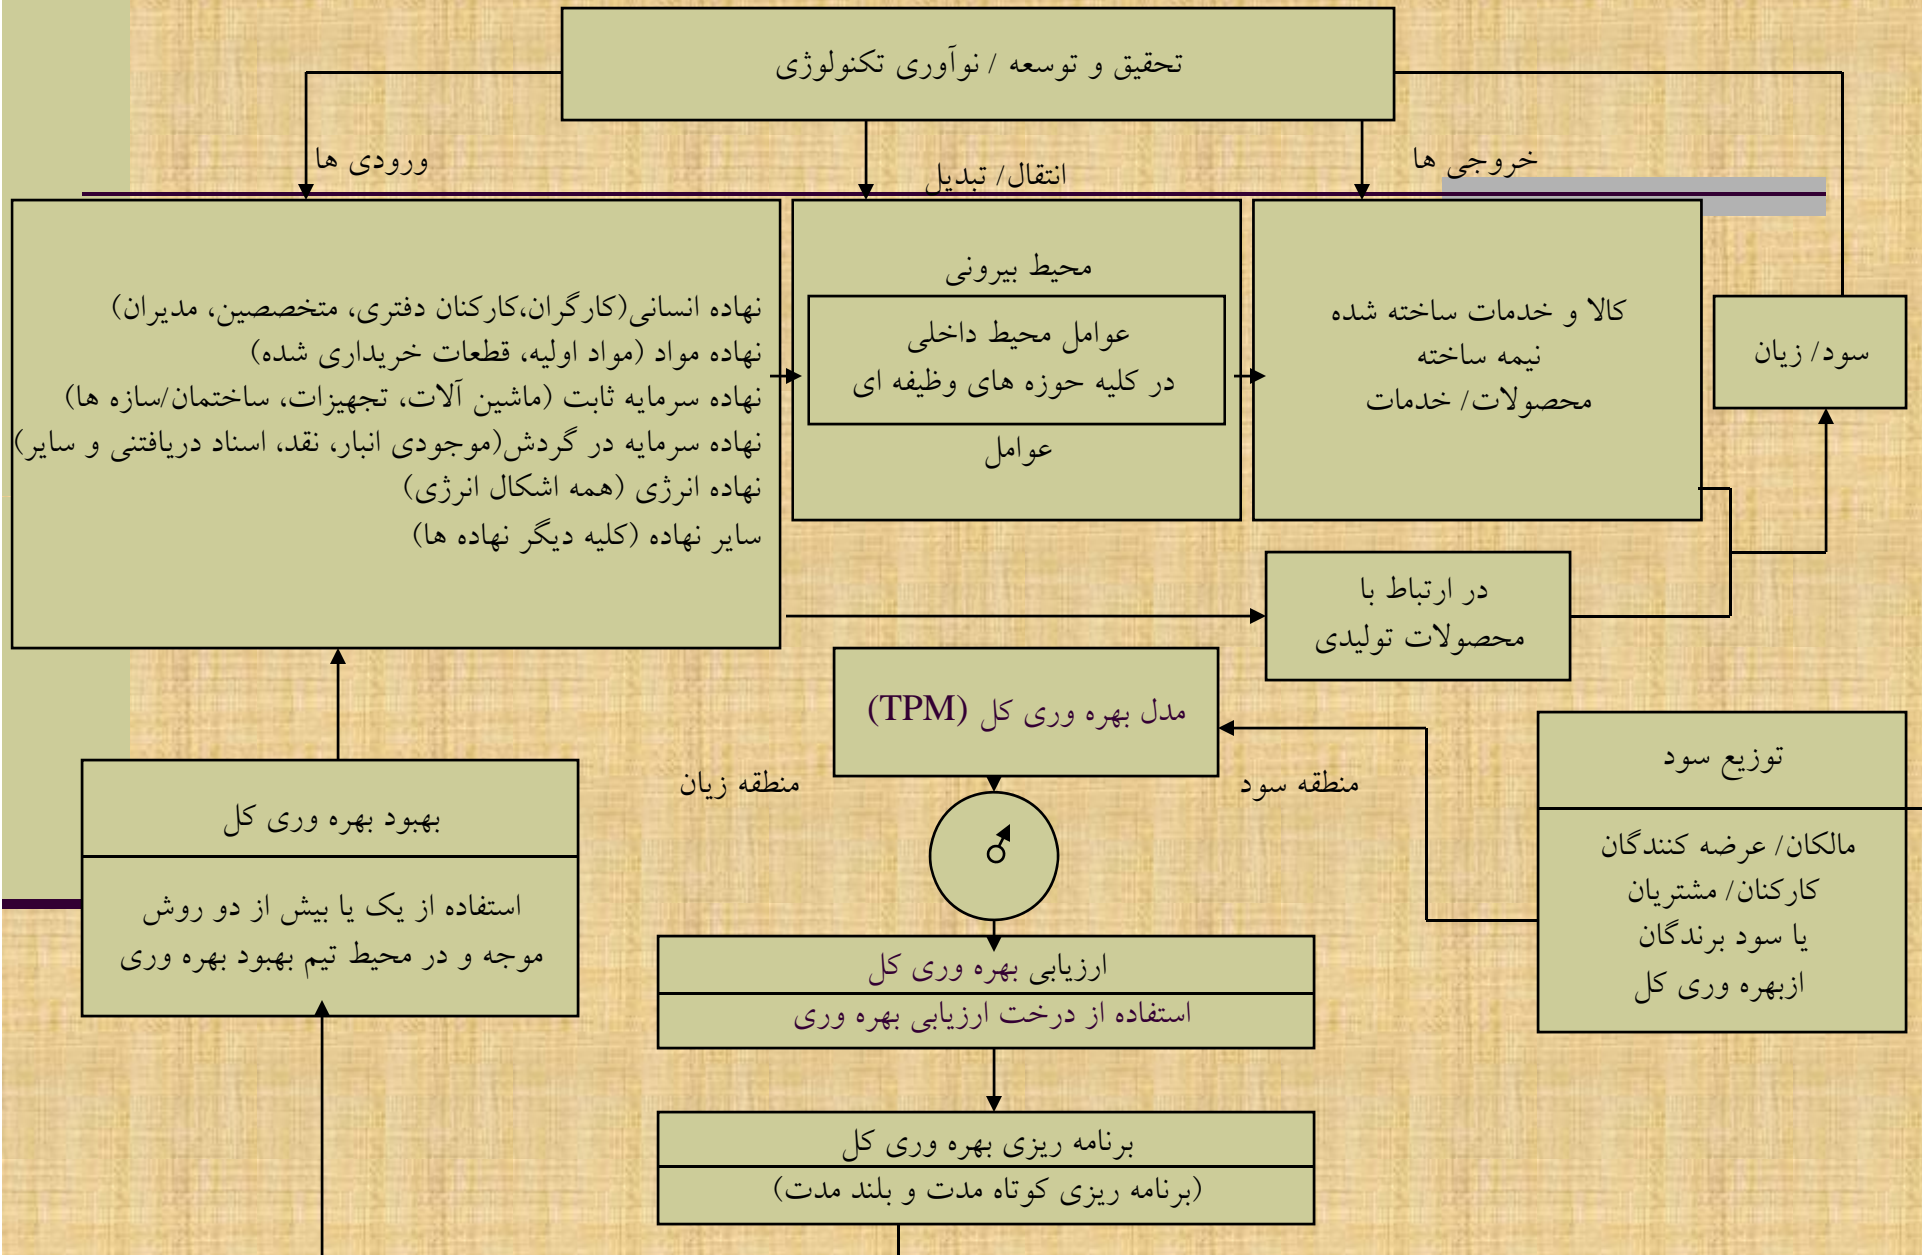 تحقیق و توسعه / نوآوری تکنولوژی
خروجی ها
انتقال/ تبدیل
ورودی ها
سود/ زیان
کالا و خدمات ساخته شده
نیمه ساخته
محصولات/ خدمات
محیط بیرونی
عوامل محیط داخلی
در کلیه حوزه های وظیفه ای
عوامل
نهاده انسانی(کارگران،کارکنان دفتری، متخصصین، مدیران)
نهاده مواد (مواد اولیه، قطعات خریداری شده)
نهاده سرمایه ثابت (ماشین آلات، تجهیزات، ساختمان/سازه ها)
نهاده سرمایه در گردش(موجودی انبار، نقد، اسناد دریافتنی و سایر)
نهاده انرژی (همه اشکال انرژی)
سایر نهاده (کلیه دیگر نهاده ها)
در ارتباط با
محصولات تولیدی
مدل بهره وری کل (TPM)
منطقه سود
منطقه زیان
توزیع سود
مالکان/ عرضه کنندگان
کارکنان/ مشتریان
یا سود برندگان
ازبهره وری کل
بهبود بهره وری کل
استفاده از یک یا بیش از دو روش
موجه و در محیط تیم بهبود بهره وری
ارزیابی بهره وری کل
استفاده از درخت ارزیابی بهره وری
برنامه ریزی بهره وری کل
(برنامه ریزی کوتاه مدت و بلند مدت)